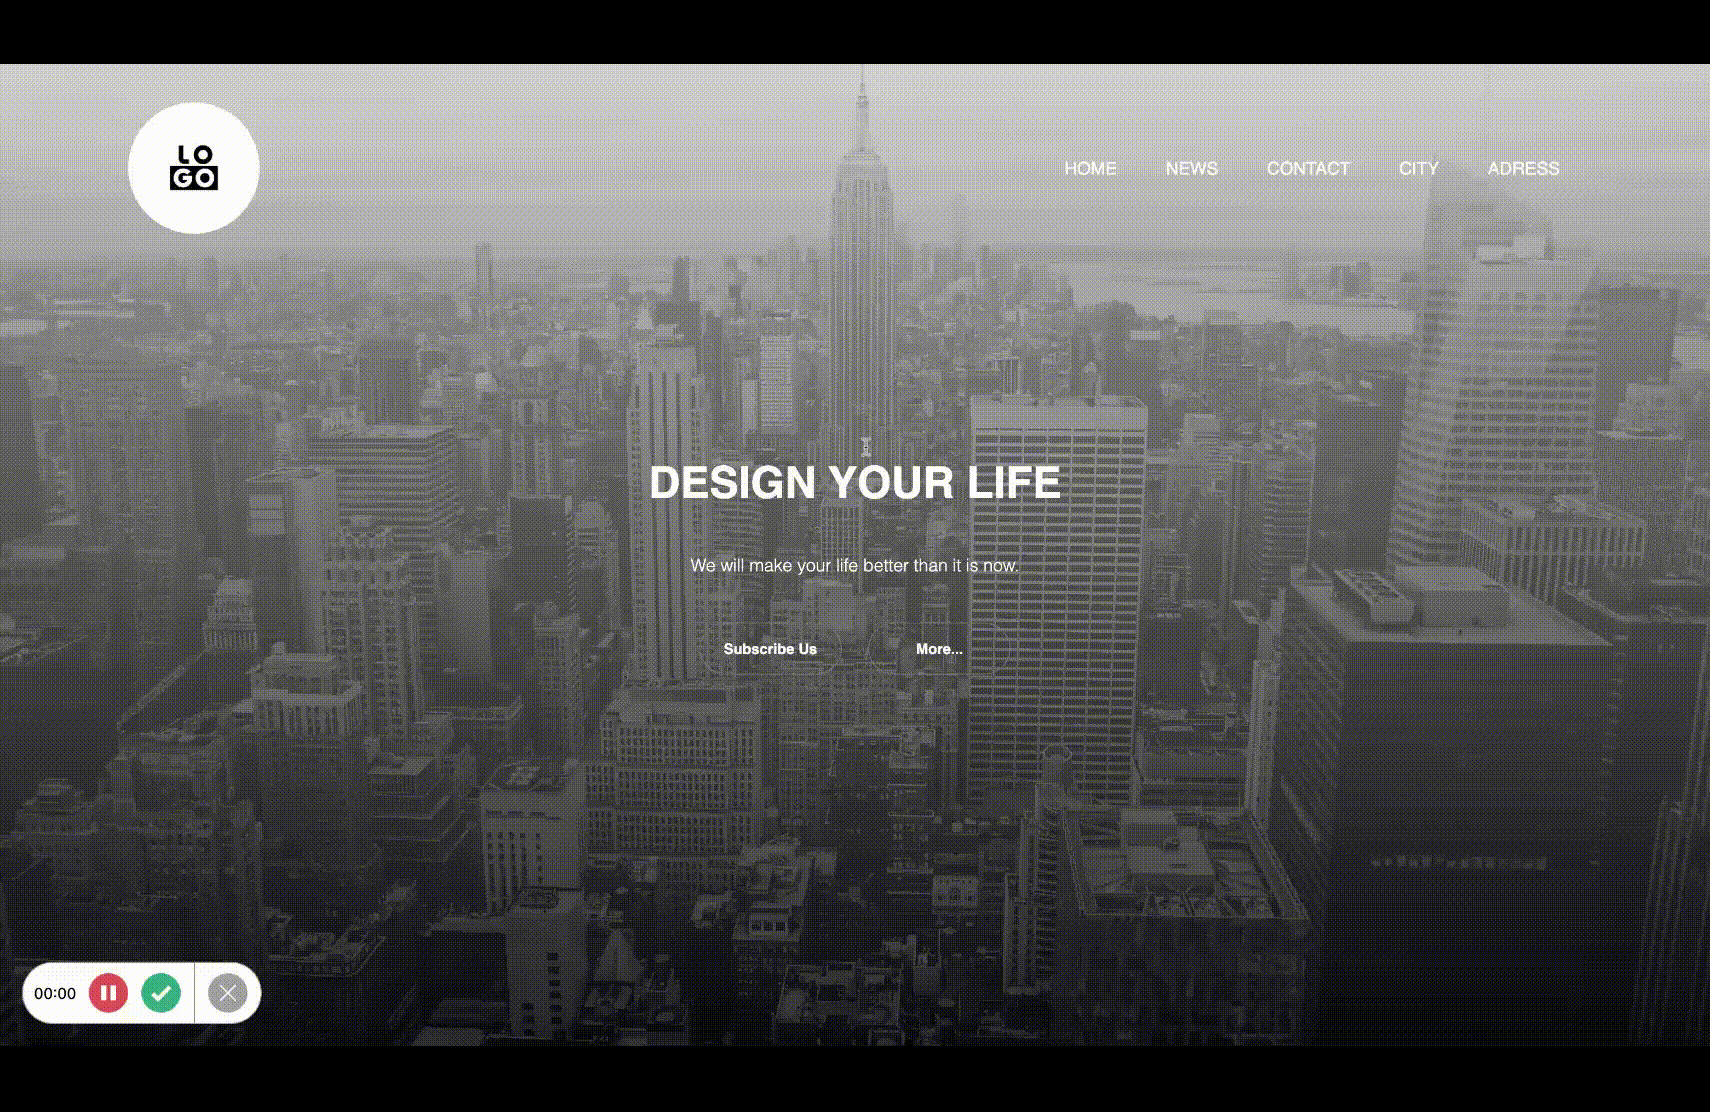 LO
GO
HOME NEWS CONTACT CITY ADRESS
DESIGN YOUR LIFE
We will make your life better than it is now.
Subscribe Us More...
00:00